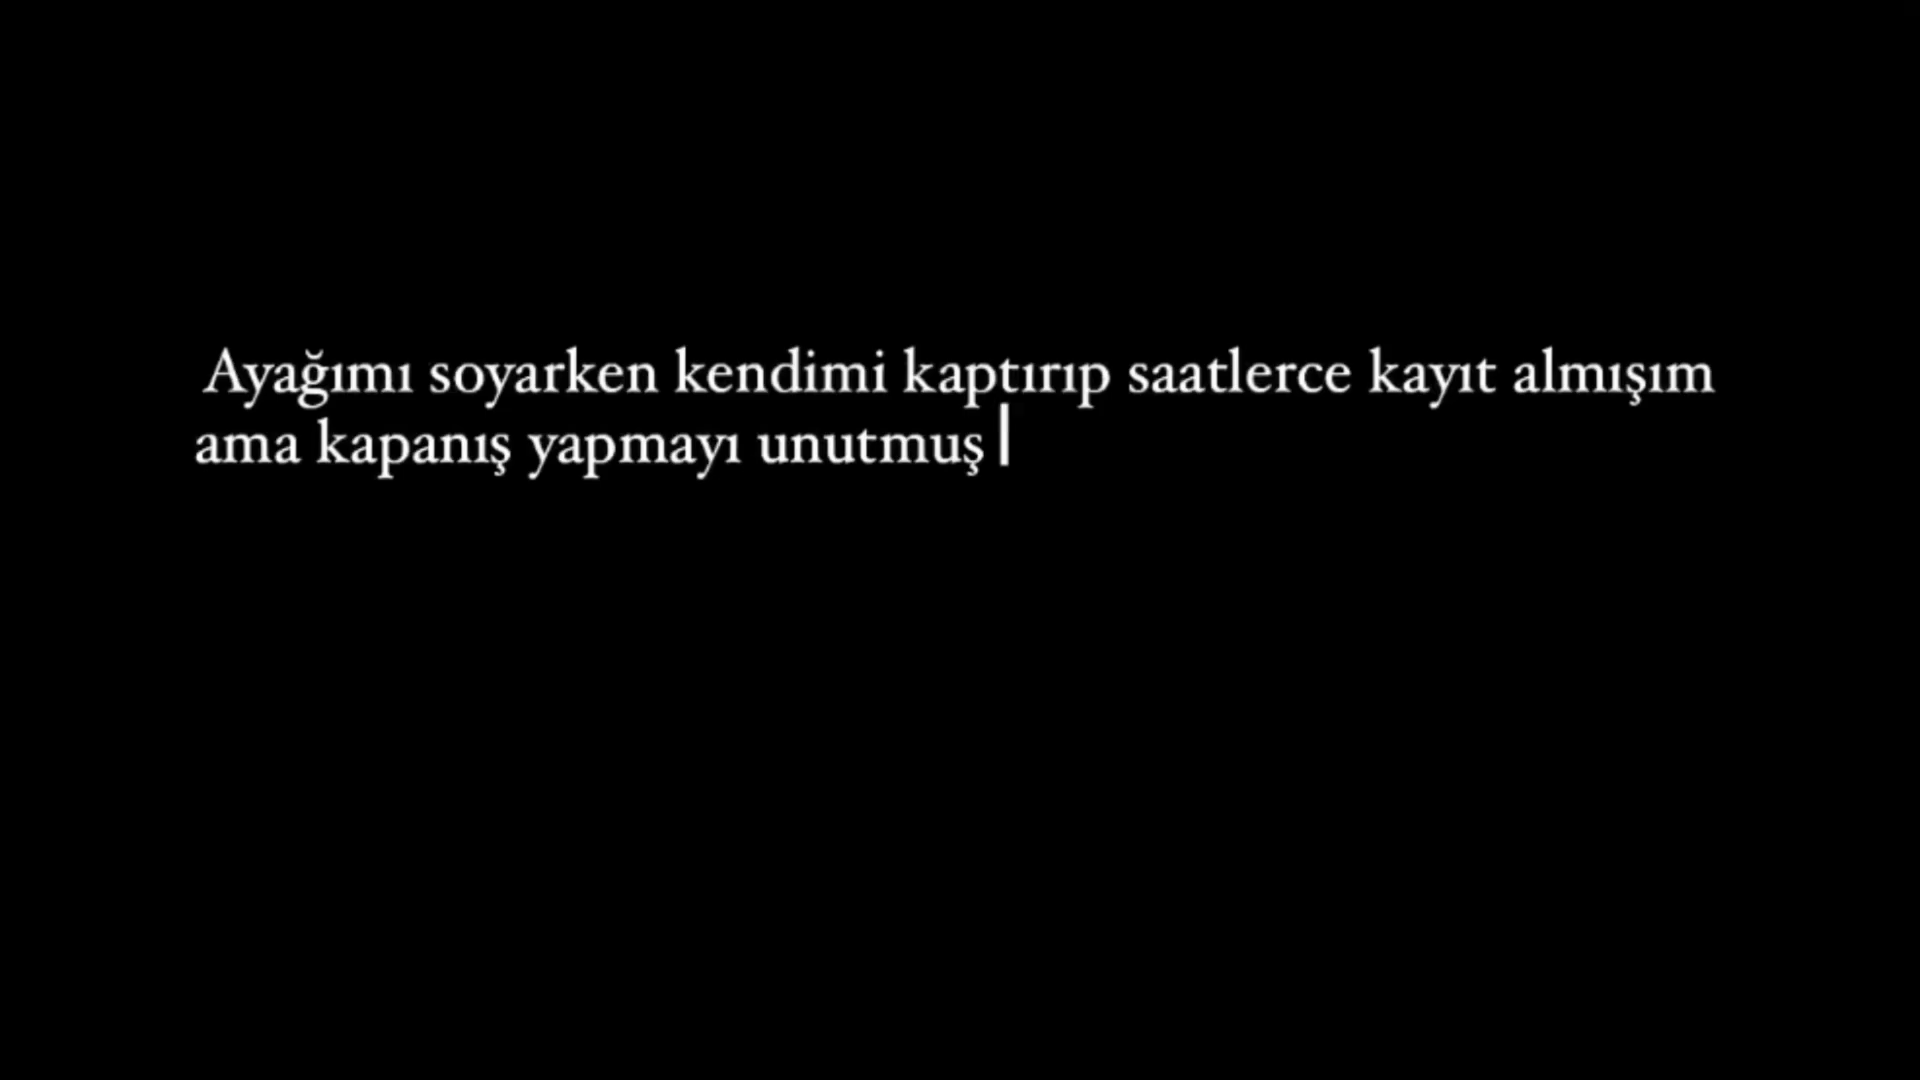 Ayağımı soyarken kendimi kaptırıp saatlerce kayıt almışım
ama kapanış yapmayı unutmuş